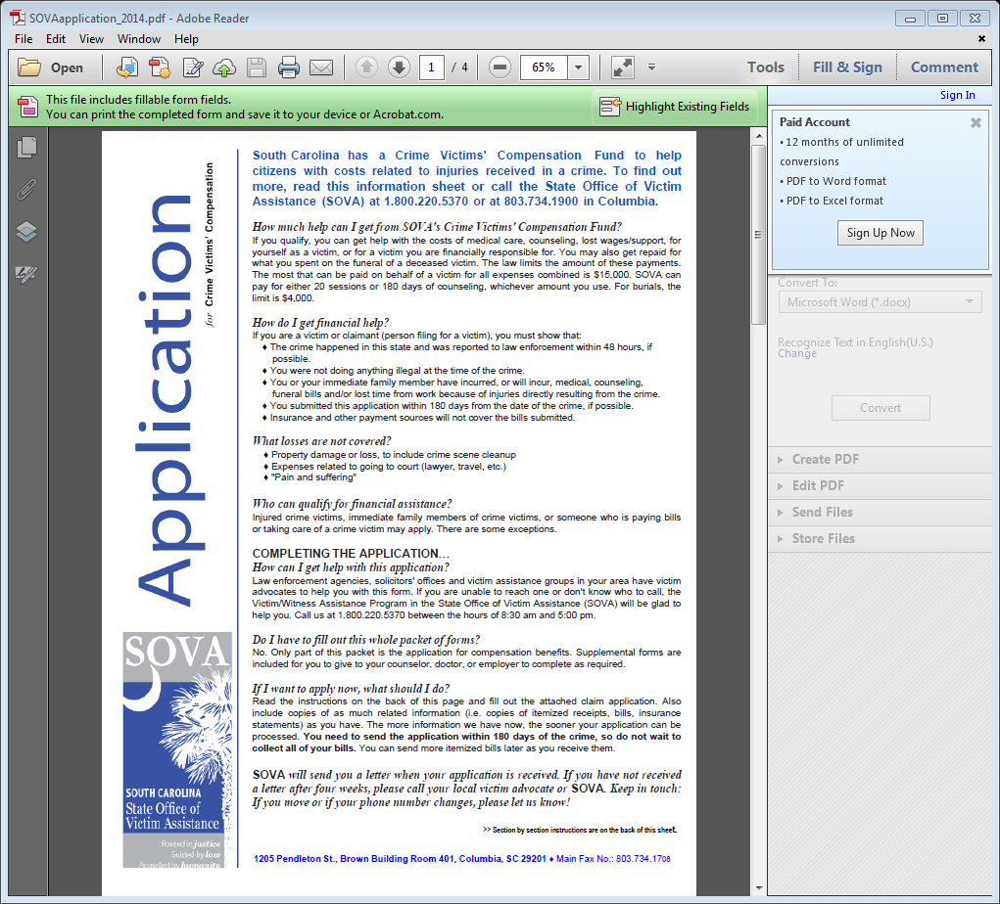 SOVAapplication_2014.pdf - Adobe Reader
File Edit View Window Help
Open 1 / 4 65% Tools Fill & Sign Comment
This file includes fillable form fields.
You can print the completed form and save it to your device or Acrobat.com.
Highlight Existing Fields
Sign In
Paid Account
• 12 months of unlimited
conversions
• PDF to Word format
• PDF to Excel format
Sign Up Now
Convert To:
Microsoft Word (*.docx)
Recognize Text in English(U.S.)
Change
Convert
Create PDF
Edit PDF
Send Files
Store Files
Application
for Crime Victims' Compensation
South Carolina has a Crime Victims' Compensation Fund to help
citizens with costs related to injuries received in a crime. To find out
more, read this information sheet or call the State Office of Victim
Assistance (SOVA) at 1.800.220.5370 or at 803.734.1900 in Columbia.
How much help can I get from SOVA's Crime Victims' Compensation Fund?
If you qualify, you can get help with the costs of medical care, counseling, lost wages/support, for
yourself as a victim, or for a victim you are financially responsible for. You may also get repaid for
what you spent on the funeral of a deceased victim. The law limits the amount of these payments.
The most that can be paid on behalf of a victim for all expenses combined is $15,000. SOVA can
pay for either 20 sessions or 180 days of counseling, whichever amount you use. For burials, the
limit is $4,000.
How do I get financial help?
If you are a victim or claimant (person filing for a victim), you must show that:
♦ The crime happened in this state and was reported to law enforcement within 48 hours, if
possible.
♦ You were not doing anything illegal at the time of the crime.
♦ You or your immediate family member have incurred, or will incur, medical, counseling,
funeral bills and/or lost time from work because of injuries directly resulting from the crime.
♦ You submitted this application within 180 days from the date of the crime, if possible.
♦ Insurance and other payment sources will not cover the bills submitted.
What losses are not covered?
♦ Property damage or loss, to include crime scene cleanup
♦ Expenses related to going to court (lawyer, travel, etc.)
♦ "Pain and suffering"
Who can qualify for financial assistance?
Injured crime victims, immediate family members of crime victims, or someone who is paying bills
or taking care of a crime victim may apply. There are some exceptions.
COMPLETING THE APPLICATION…
How can I get help with this application?
Law enforcement agencies, solicitors' offices and victim assistance groups in your area have victim
advocates to help you with this form. If you are unable to reach one or don't know who to call, the
Victim/Witness Assistance Program in the State Office of Victim Assistance (SOVA) will be glad to
help you. Call us at 1.800.220.5370 between the hours of 8:30 am and 5:00 pm.
Do I have to fill out this whole packet of forms?
No. Only part of this packet is the application for compensation benefits. Supplemental forms are
included for you to give to your counselor, doctor, or employer to complete as required.
If I want to apply now, what should I do?
Read the instructions on the back of this page and fill out the attached claim application. Also
include copies of as much related information (i.e. copies of itemized receipts, bills, insurance
statements) as you have. The more information we have now, the sooner your application can be
processed. You need to send the application within 180 days of the crime, so do not wait to
collect all of your bills. You can send more itemized bills later as you receive them.
SOVA will send you a letter when your application is received. If you have not received
a letter after four weeks, please call your local victim advocate or SOVA. Keep in touch:
If you move or if your phone number changes, please let us know!
>> Section by section instructions are on the back of this sheet.
1205 Pendleton St., Brown Building Room 401, Columbia, SC 29201 ♦ Main Fax No.: 803.734.1708
SOVA
SOUTH CAROLINA
State Office of
Victim Assistance
Rooted in justice
Guided by law
Propelled by humanity